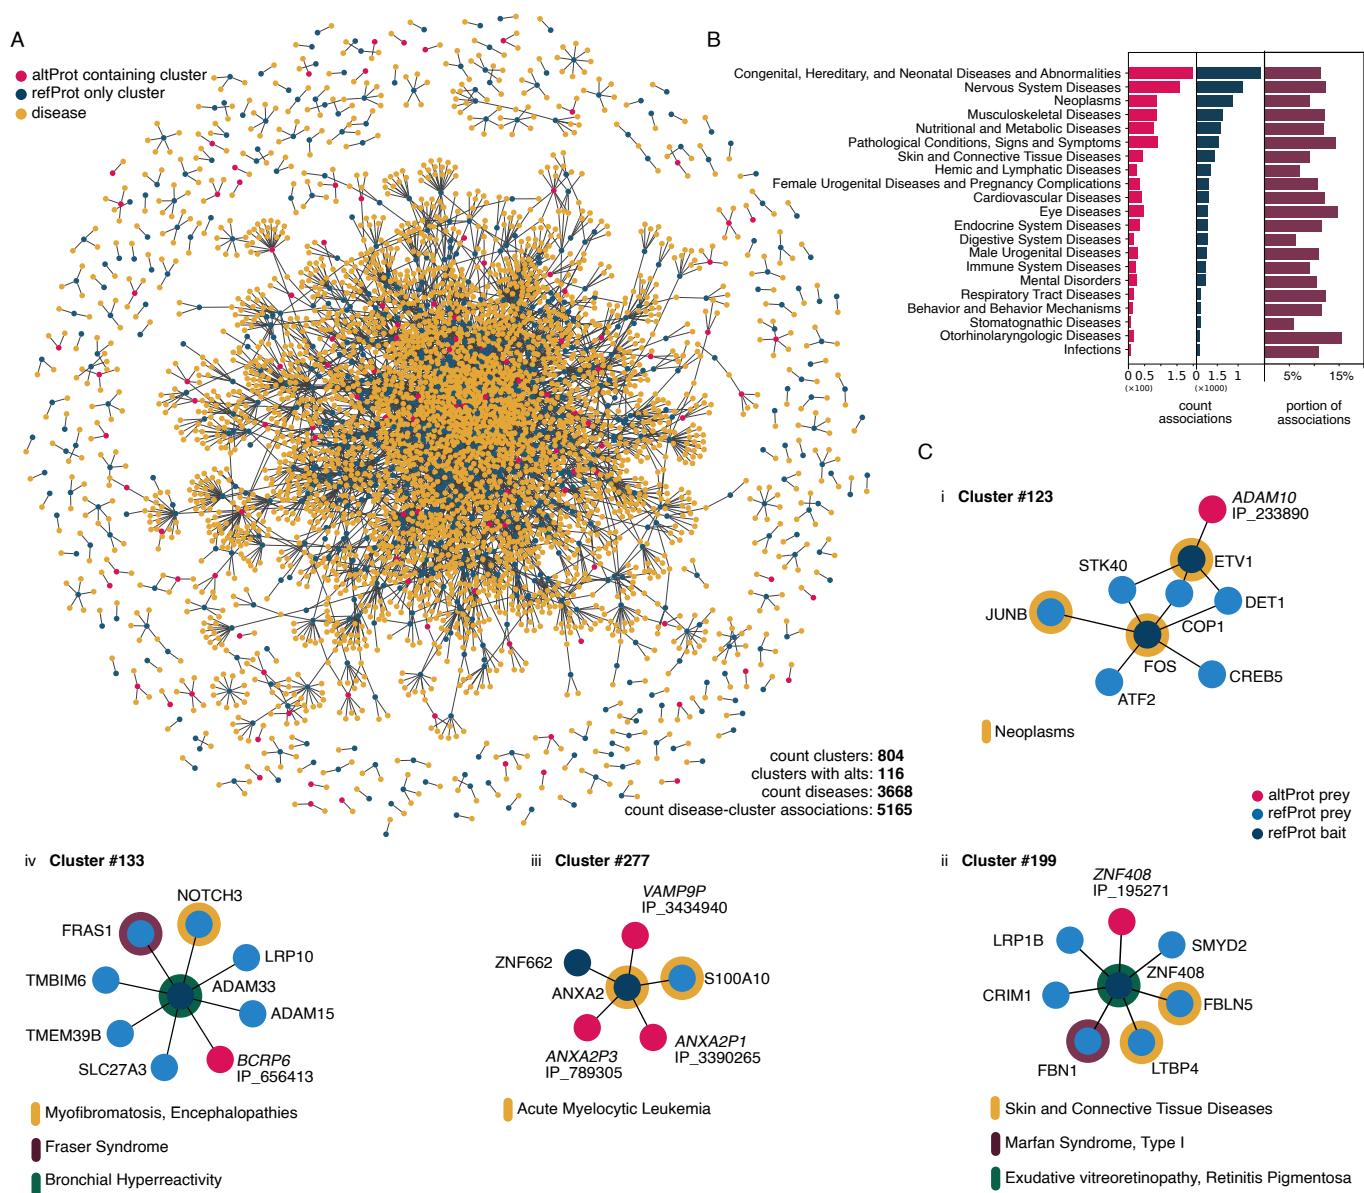 A
altProt containing cluster
refProt only cluster
disease
count clusters: 804
clusters with alts: 116
count diseases: 3668
count disease-cluster associations: 5165
B
Congenital, Hereditary, and Neonatal Diseases and Abnormalities
Nervous System Diseases
Neoplasms
Musculoskeletal Diseases
Nutritional and Metabolic Diseases
Pathological Conditions, Signs and Symptoms
Skin and Connective Tissue Diseases
Hemic and Lymphatic Diseases
Female Urogenital Diseases and Pregnancy Complications
Cardiovascular Diseases
Eye Diseases
Endocrine System Diseases
Digestive System Diseases
Male Urogenital Diseases
Immune System Diseases
Mental Disorders
Respiratory Tract Diseases
Behavior and Behavior Mechanisms
Stomatognathic Diseases
Otorhinolaryngologic Diseases
Infections
0 0.5 1.5 0 1.5 1 5% 15%
(×100) (×1000)
count associations
portion of associations
C
i Cluster #123
ADAM10
IP_233890
ETV1
STK40
DET1
JUNB
COP1
FOS
CREB5
ATF2
Neoplasms
altProt prey
refProt prey
refProt bait
iv Cluster #133
NOTCH3
FRAS1
LRP10
TMBIM6
ADAM33
ADAM15
TMEM39B
BCRP6
SLC27A3
IP_656413
Myofibromatosis, Encephalopathies
Fraser Syndrome
Bronchial Hyperreactivity
iii Cluster #277
VAMP9P
IP_3434940
ZNF662
S100A10
ANXA2
ANXA2P1
IP_3390265
ANXA2P3
IP_789305
Acute Myelocytic Leukemia
ii Cluster #199
ZNF408
IP_195271
LRP1B
SMYD2
ZNF408
CRIM1
FBLN5
FBN1
LTBP4
Skin and Connective Tissue Diseases
Marfan Syndrome, Type I
Exudative vitreoretinopathy, Retinitis Pigmentosa